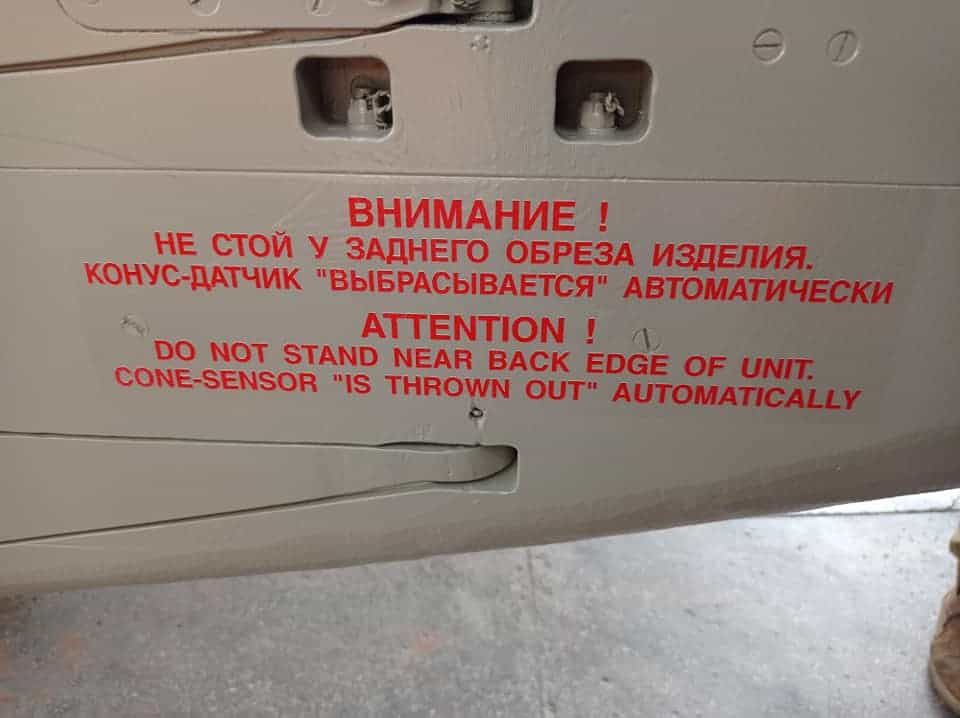 ВНИМАНИЕ !
НЕ СТОЙ У ЗАДНЕГО ОБРЕЗА ИЗДЕЛИЯ.
КОНУС-ДАТЧИК "ВЫБРАСЫВАЕТСЯ" АВТОМАТИЧЕСКИ
ATTENTION !
DO NOT STAND NEAR BACK EDGE OF UNIT.
CONE-SENSOR "IS THROWN OUT" AUTOMATICALLY